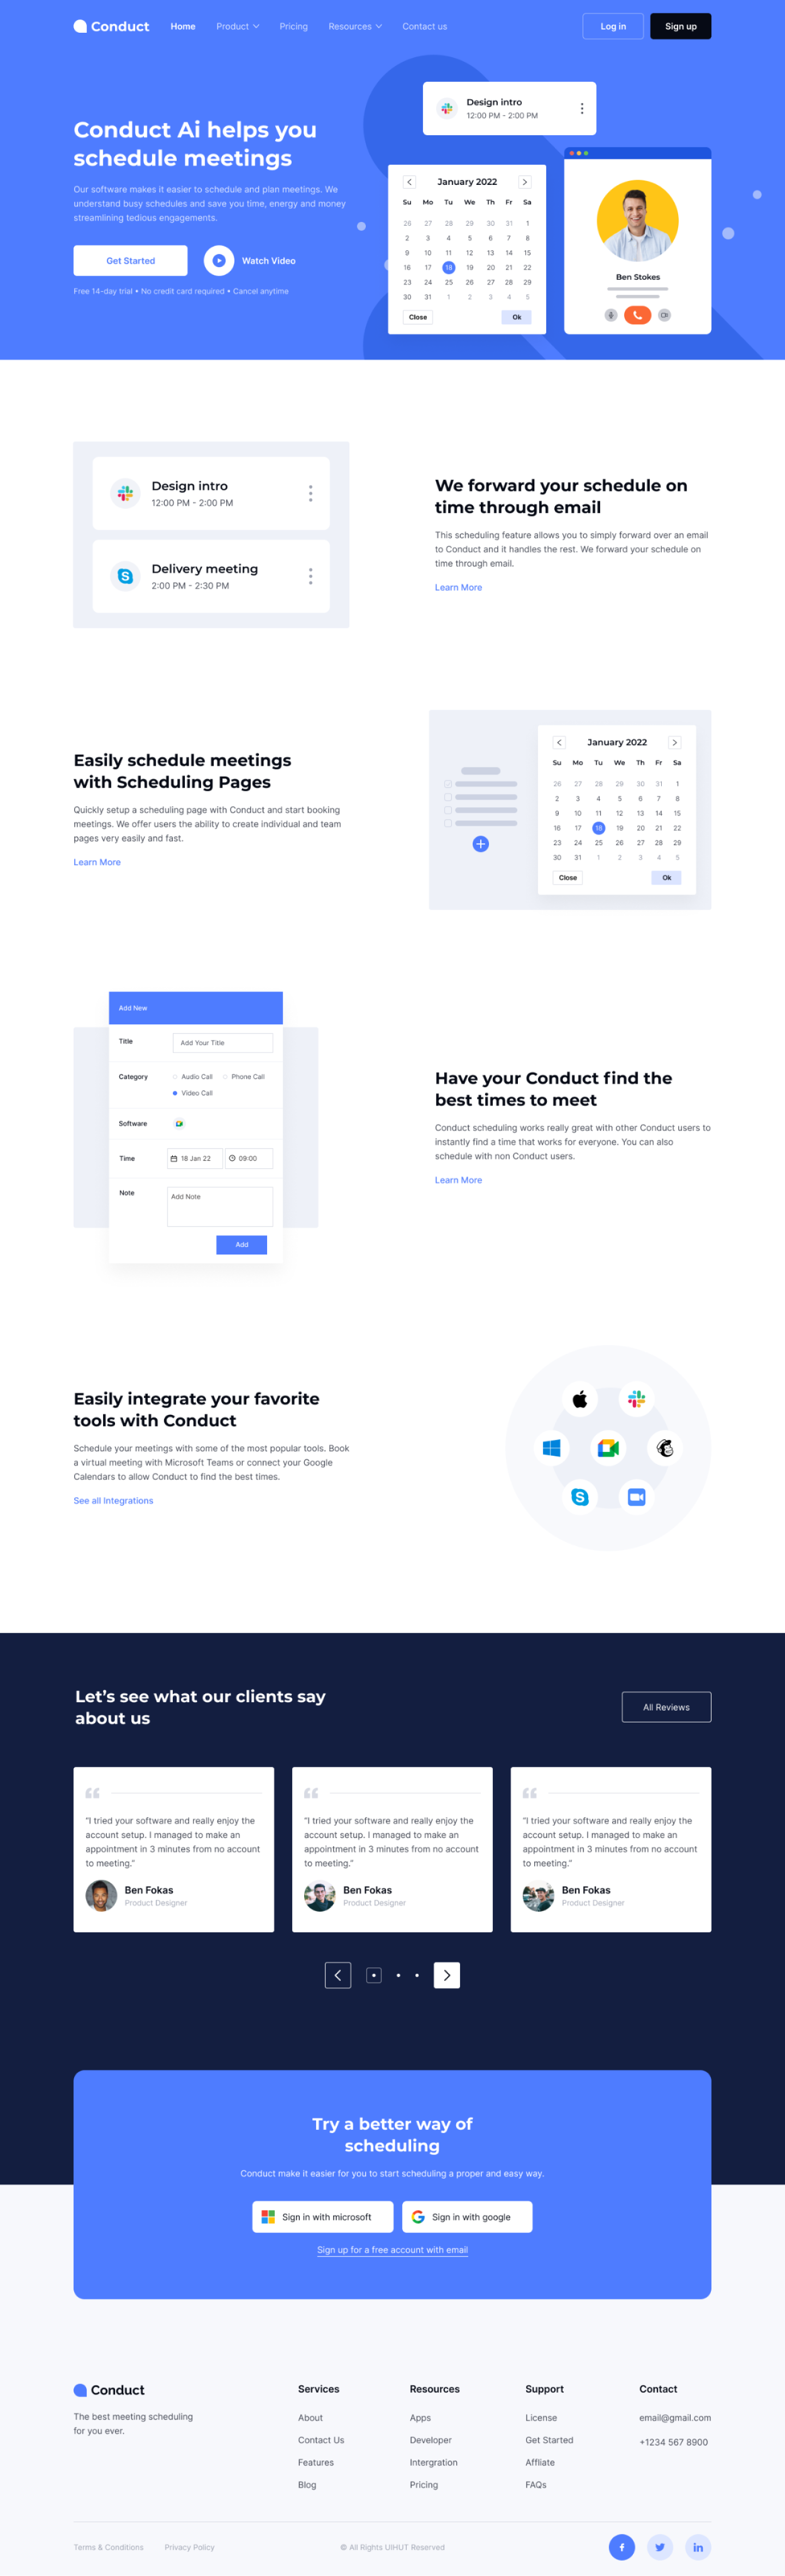 Conduct
Home
Product
Pricing
Resources
Contact us
Log in
Sign up
Conduct Ai helps you
schedule meetings
Our software makes it easier to schedule and plan meetings. We
understand busy schedules and save you time, energy and money
streamlining tedious engagements.
Get Started
Watch Video
Free 14-day trial • No credit card required • Cancel anytime
Design intro
12:00 PM - 2:00 PM
January 2022
Su Mo Tu We Th Fr Sa
26 27 28 29 30 31 1
2 3 4 5 6 7 8
9 10 11 12 13 14 15
16 17 18 19 20 21 22
23 24 25 26 27 28 29
30 31 1 2 3 4 5
Close
Ok
Ben Stokes
Design intro
12:00 PM - 2:00 PM
Delivery meeting
2:00 PM - 2:30 PM
We forward your schedule on
time through email
This scheduling feature allows you to simply forward over an email
to Conduct and it handles the rest. We forward your schedule on
time through email.
Learn More
Easily schedule meetings
with Scheduling Pages
Quickly setup a scheduling page with Conduct and start booking
meetings. We offer users the ability to create individual and team
pages very easily and fast.
Learn More
January 2022
Su Mo Tu We Th Fr Sa
26 27 28 29 30 31 1
2 3 4 5 6 7 8
9 10 11 12 13 14 15
16 17 18 19 20 21 22
23 24 25 26 27 28 29
30 31 1 2 3 4 5
Close
Ok
Add New
Title
Add Your Title
Category
Audio Call
Phone Call
Video Call
Software
Time
18 Jan 22
09:00
Note
Add Note
Add
Have your Conduct find the
best times to meet
Conduct scheduling works really great with other Conduct users to
instantly find a time that works for everyone. You can also
schedule with non Conduct users.
Learn More
Easily integrate your favorite
tools with Conduct
Schedule your meetings with some of the most popular tools. Book
a virtual meeting with Microsoft Teams or connect your Google
Calendars to allow Conduct to find the best times.
See all Integrations
Let's see what our clients say
about us
All Reviews
"I tried your software and really enjoy the
account setup. I managed to make an
appointment in 3 minutes from no account
to meeting."
Ben Fokas
Product Designer
"I tried your software and really enjoy the
account setup. I managed to make an
appointment in 3 minutes from no account
to meeting."
Ben Fokas
Product Designer
"I tried your software and really enjoy the
account setup. I managed to make an
appointment in 3 minutes from no account
to meeting."
Ben Fokas
Product Designer
Try a better way of
scheduling
Conduct make it easier for you to start scheduling a proper and easy way.
Sign in with microsoft
Sign in with google
Sign up for a free account with email
Conduct
The best meeting scheduling
for you ever.
Services
About
Contact Us
Features
Blog
Resources
Apps
Developer
Intergration
Pricing
Support
License
Get Started
Affliate
FAQs
Contact
email@gmail.com
+1234 567 8900
Terms & Conditions
Privacy Policy
© All Rights UIHUT Reserved